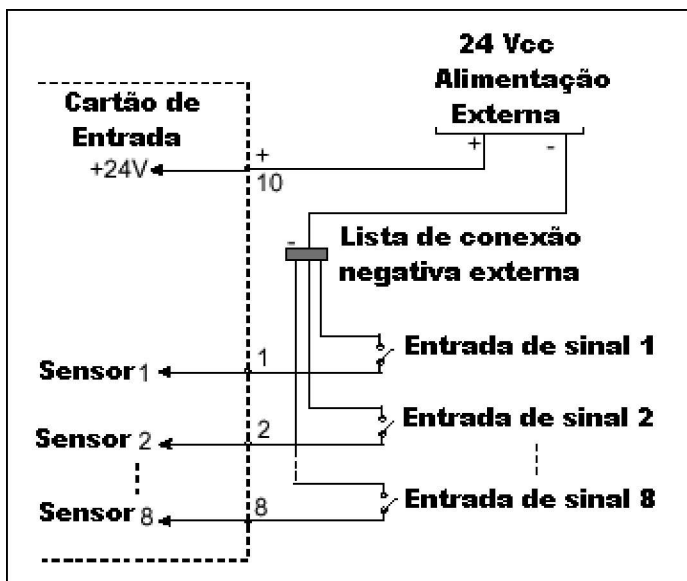 24 Vcc
Alimentação
Externa
+ -
Cartão de
Entrada
+24V
+
10
-
Lista de conexão
negativa externa
1
Entrada de sinal 1
Sensor 1
2
Entrada de sinal 2
Sensor 2
8
Entrada de sinal 8
Sensor 8